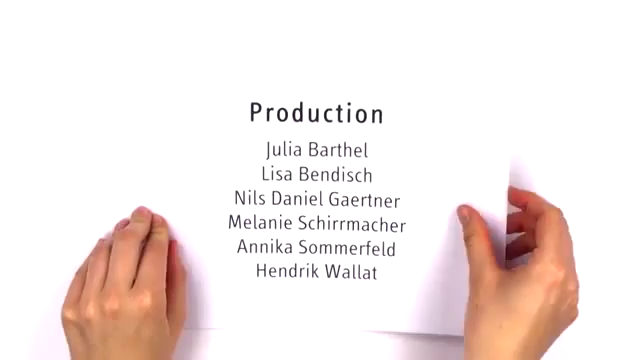 Production
Julia Barthel
Lisa Bendisch
Nils Daniel Gaertner
Melanie Schirrmacher
Annika Sommerfeld
Hendrik Wallat